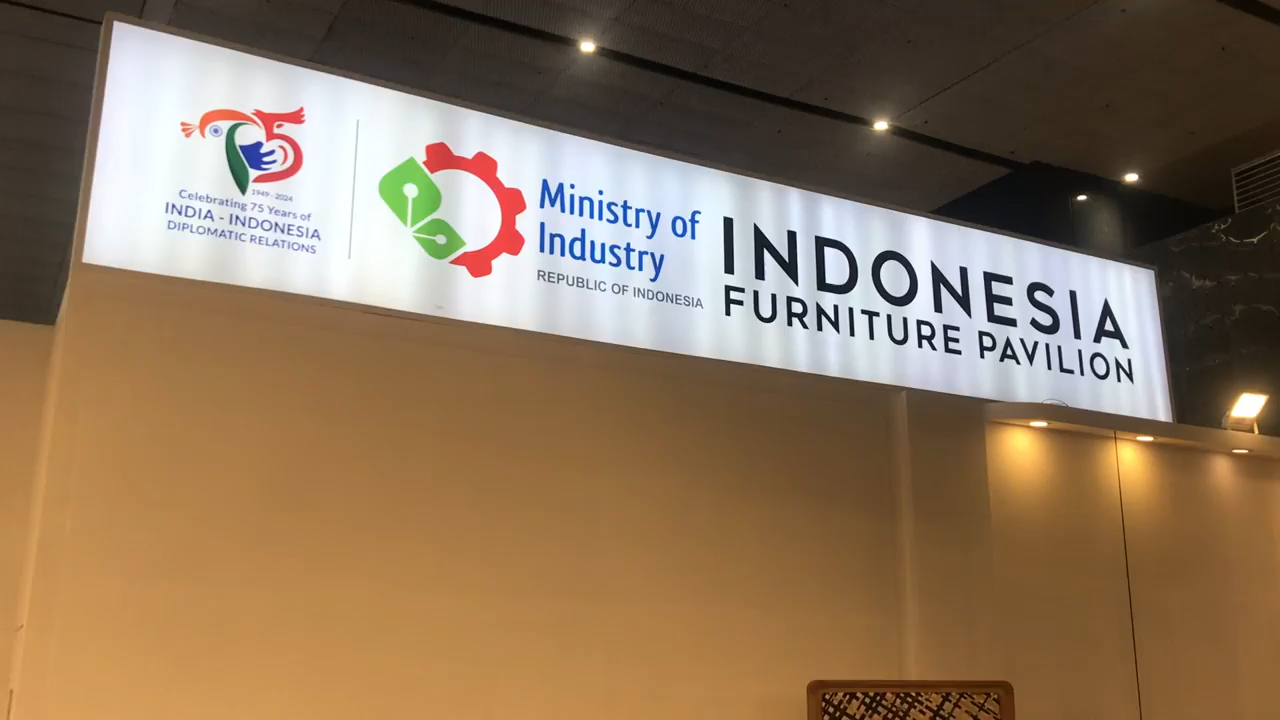 75
1949 - 2024
Celebrating 75 Years of
INDIA - INDONESIA
DIPLOMATIC RELATIONS
Ministry of
Industry
REPUBLIC OF INDONESIA
INDONESIA
FURNITURE PAVILION